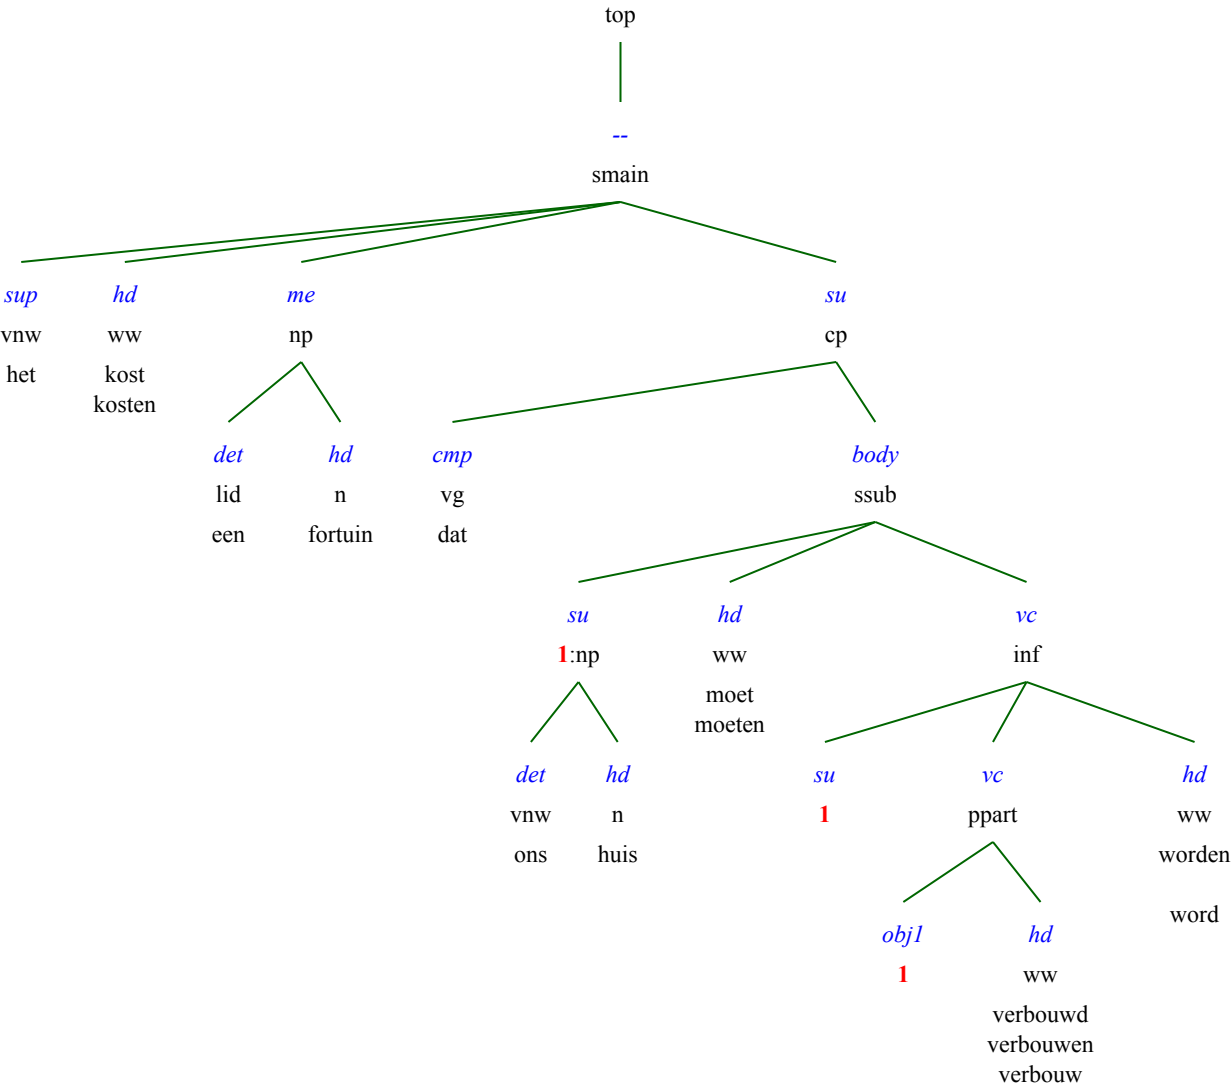 top
--
smain
sup hd me su
vnw ww np cp
het kost
kosten
det hd cmp body
lid n vg ssub
een fortuin dat
su hd vc
1:np ww inf
moet
moeten
det hd su vc hd
vnw n 1 ppart ww
ons huis worden
word
obj1 hd
1 ww
verbouwd
verbouwen
verbouw